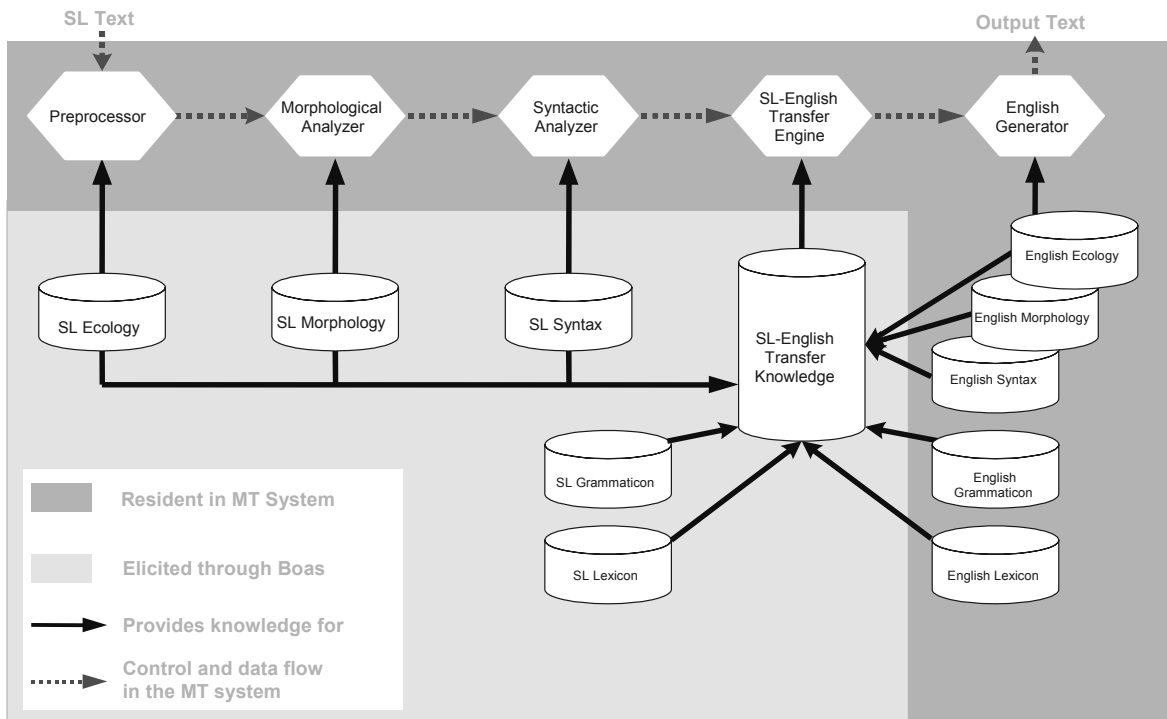 SL Text
Output Text
Preprocessor
Morphological
Analyzer
Syntactic
Analyzer
SL-English
Transfer
Engine
English
Generator
SL Ecology
SL Morphology
SL Syntax
SL-English
Transfer
Knowledge
English Ecology
English Morphology
English Syntax
SL Grammaticon
English
Grammaticon
SL Lexicon
English Lexicon
Resident in MT System
Elicited through Boas
Provides knowledge for
Control and data flow
in the MT system